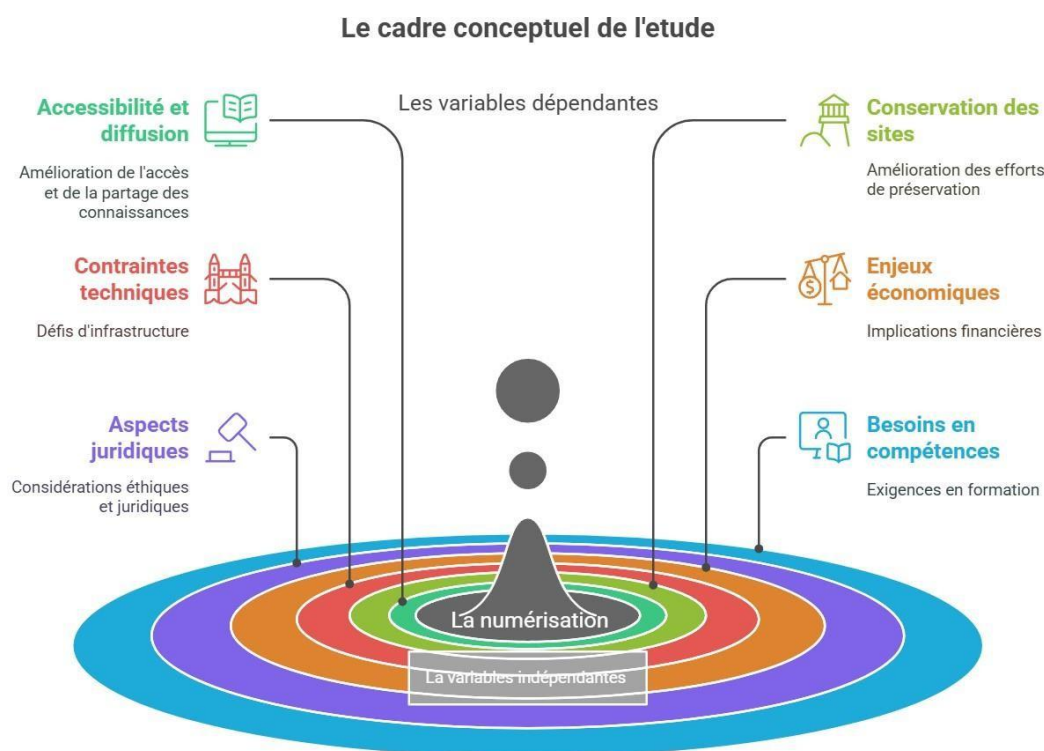 Le cadre conceptuel de l'etude
Les variables dépendantes
Accessibilité et
diffusion
Amélioration de l'accès
et de la partage des
connaissances
Conservation des
sites
Amélioration des efforts
de préservation
Contraintes
techniques
Défis d'infrastructure
Enjeux
économiques
Implications financières
Aspects
juridiques
Considérations éthiques
et juridiques
Besoins en
compétences
Exigences en formation
La numérisation
La variables indépendantes